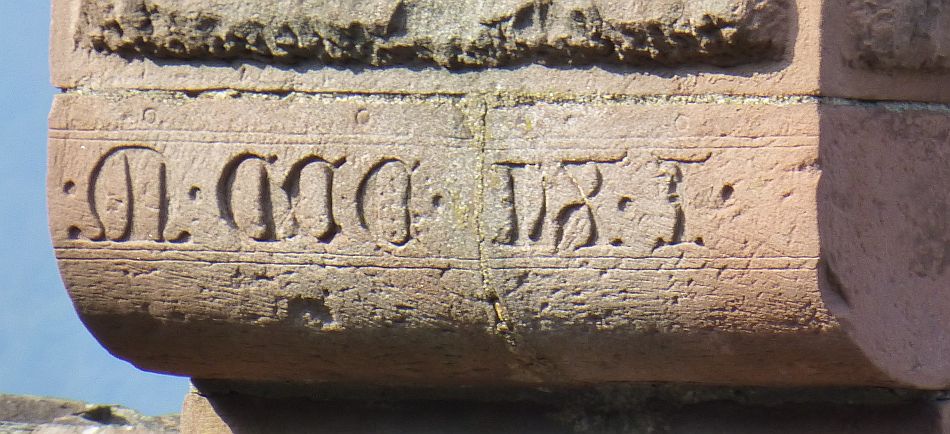 · M · CCC · LX · I ·